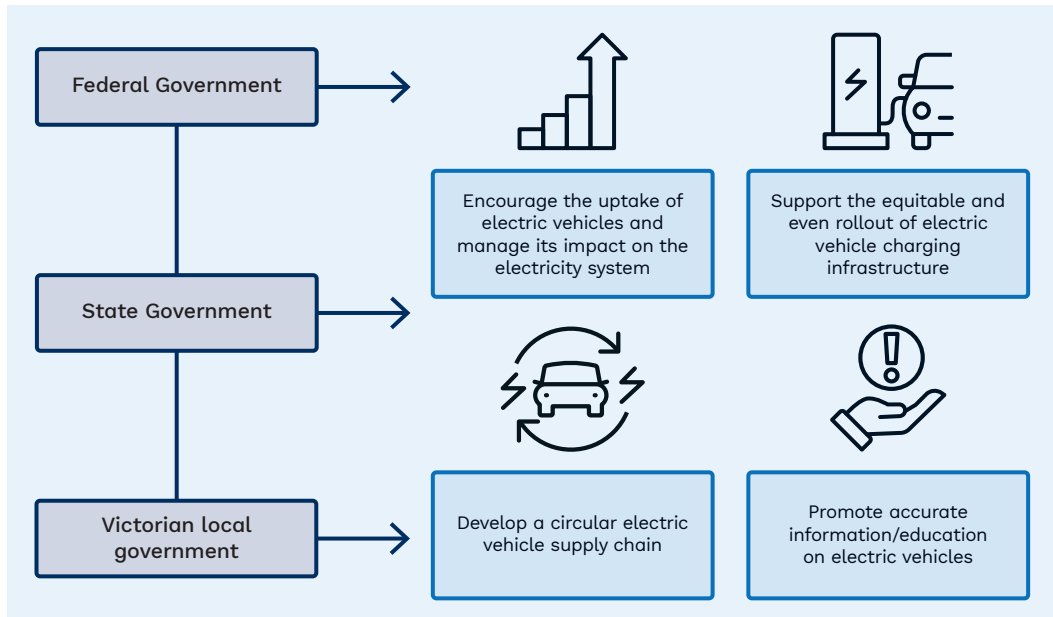 Federal Government
Encourage the uptake of
electric vehicles and
manage its impact on the
electricity system
Support the equitable and
even rollout of electric
vehicle charging
infrastructure
State Government
Victorian local
government
Develop a circular electric
vehicle supply chain
Promote accurate
information/education
on electric vehicles